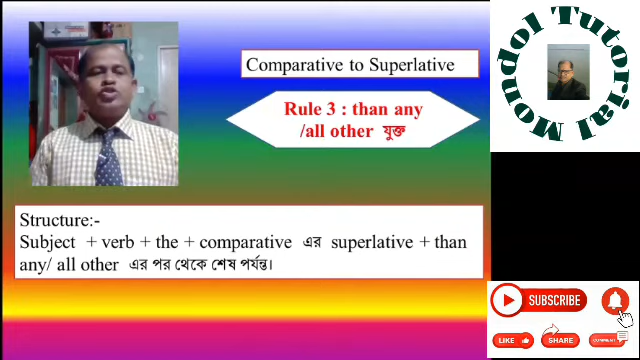 Comparative to Superlative
Rule 3 : than any
/all other যুক্ত
Structure:-
Subject + verb + the + comparative এর superlative + than
any/ all other এর পর থেকে শেষ পর্যন্ত।
Mondol Tutorial
SUBSCRIBE
LIKE SHARE COMMENT